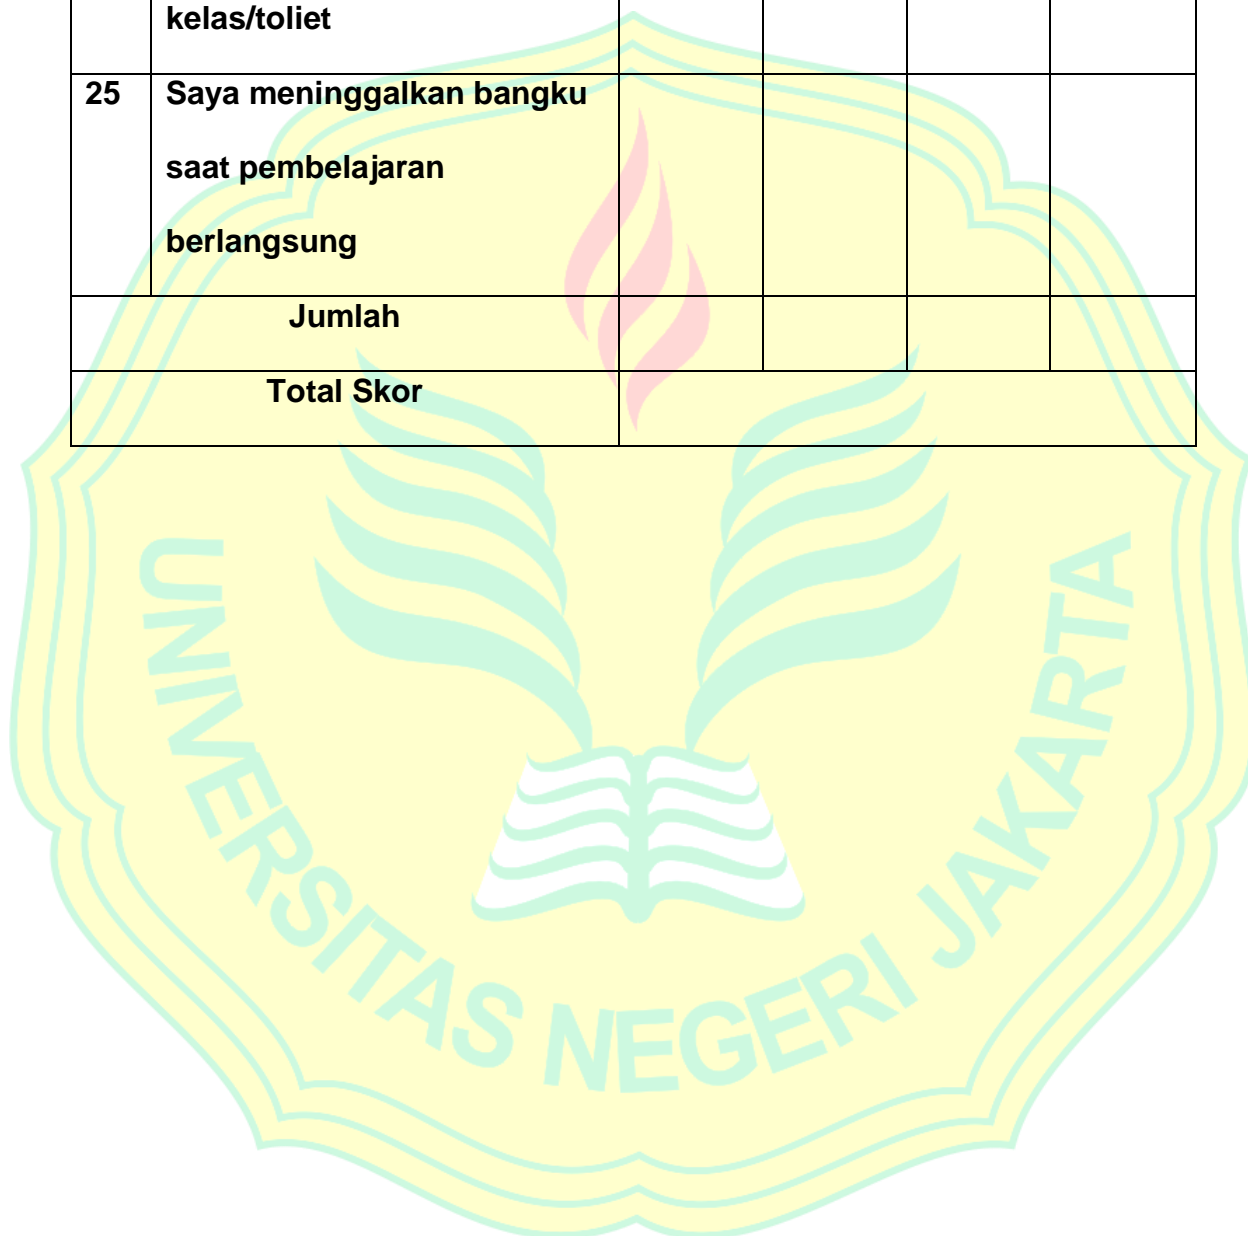 kelas/toliet
25 Saya meninggalkan bangku
saat pembelajaran
berlangsung
Jumlah
Total Skor
UNIVERSITAS NEGERI JAKARTA